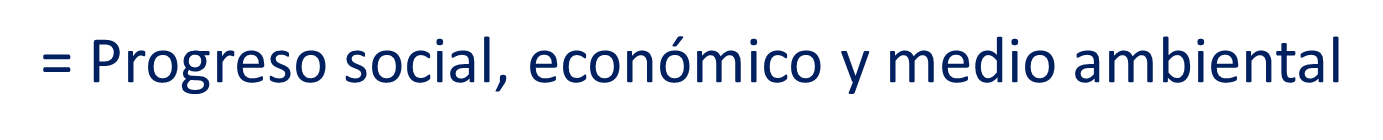 = Progreso social, económico y medio ambiental